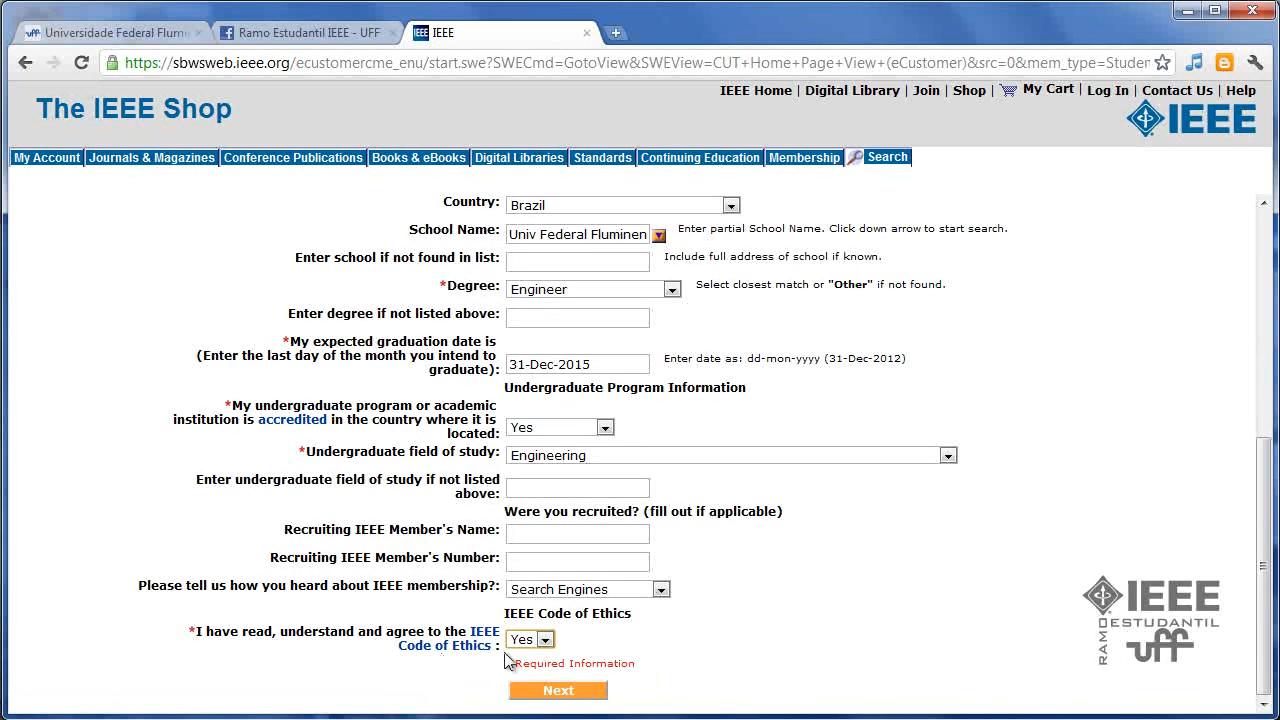 Universidade Federal Flumi
Ramo Estudantil IEEE - UFF
IEEE IEEE
https://sbwsweb.ieee.org/ecustomercme_enu/start.swe?SWECmd=GotoView&SWEView=CUT+Home+Page+View+(eCustomer)&src=0&mem_type=Studen
IEEE Home | Digital Library | Join | Shop | My Cart | Log In | Contact Us | Help
The IEEE Shop
IEEE
My Account Journals & Magazines Conference Publications Books & eBooks Digital Libraries Standards Continuing Education Membership Search
Country: Brazil
School Name: Univ Federal Fluminen Enter partial School Name. Click down arrow to start search.
Enter school if not found in list: Include full address of school if known.
*Degree: Engineer Select closest match or "Other" if not found.
Enter degree if not listed above:
*My expected graduation date is
(Enter the last day of the month you intend to
graduate): 31-Dec-2015 Enter date as: dd-mon-yyyy (31-Dec-2012)
Undergraduate Program Information
*My undergraduate program or academic
institution is accredited in the country where it is
located: Yes
*Undergraduate field of study: Engineering
Enter undergraduate field of study if not listed
above:
Were you recruited? (fill out if applicable)
Recruiting IEEE Member's Name:
Recruiting IEEE Member's Number:
Please tell us how you heard about IEEE membership?: Search Engines
IEEE Code of Ethics
*I have read, understand and agree to the IEEE
Code of Ethics : Yes
Required Information
Next
IEEE
RAMO ESTUDANTIL
uff